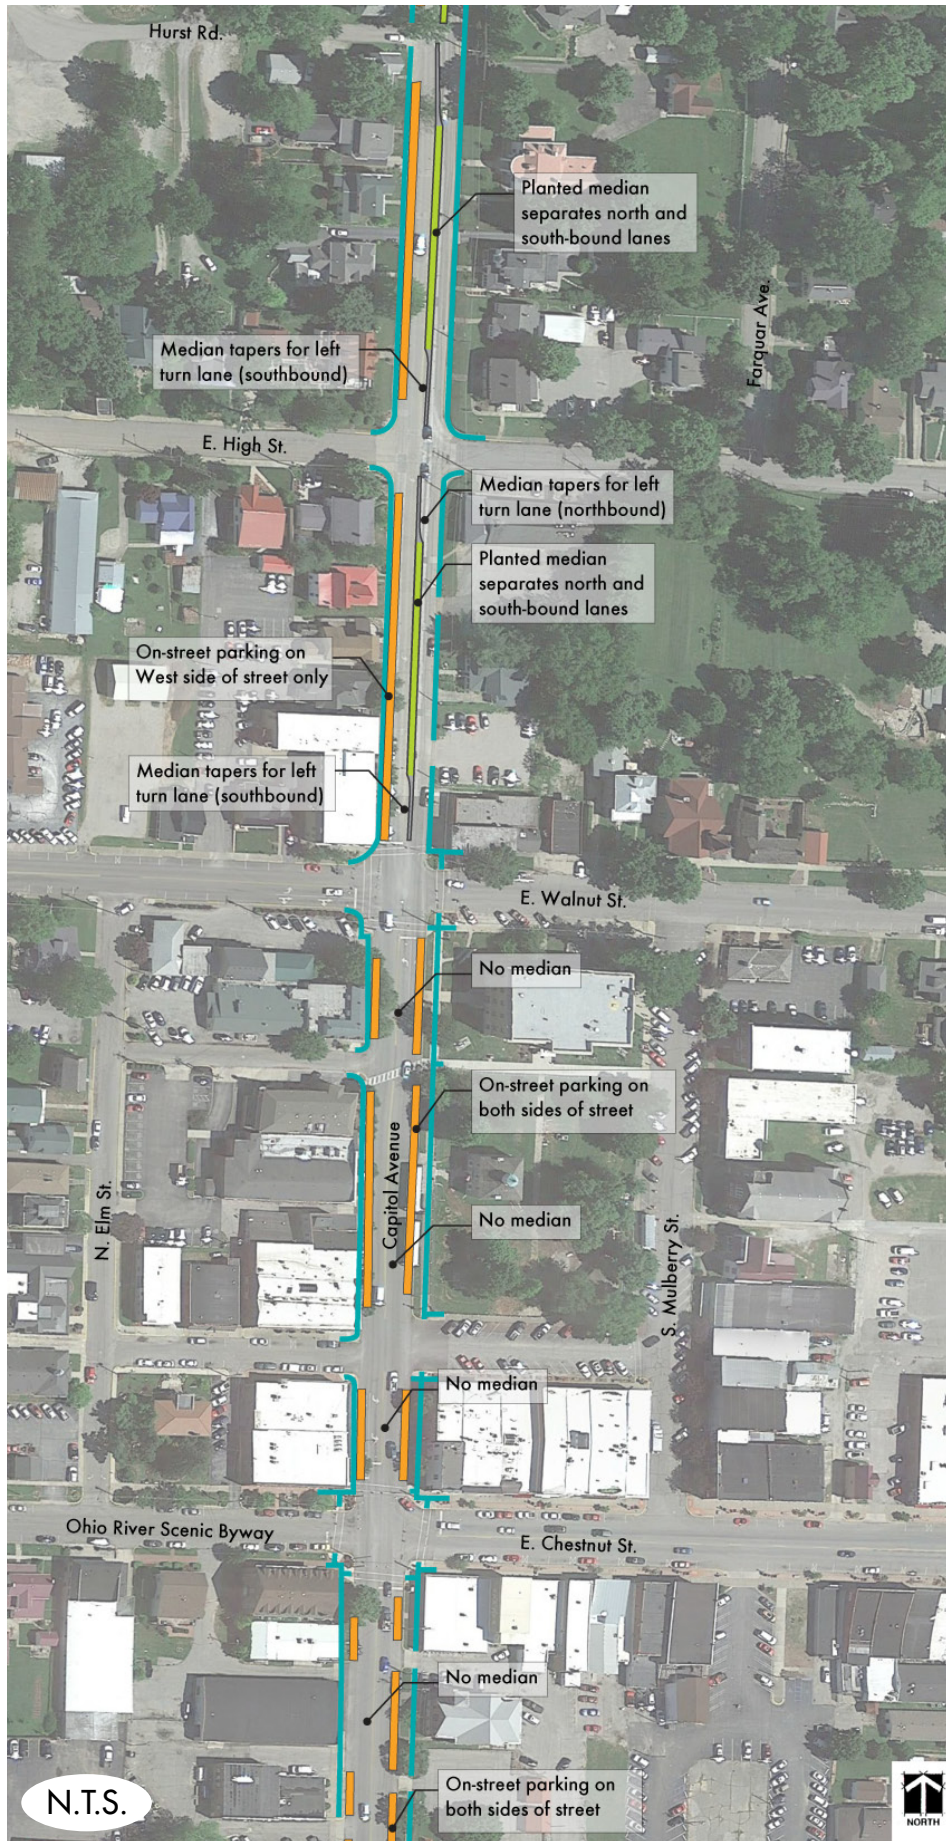 Hurst Rd.
Planted median
separates north and
south-bound lanes
Farquar Ave.
Median tapers for left
turn lane (southbound)
E. High St.
Median tapers for left
turn lane (northbound)
Planted median
separates north and
south-bound lanes
On-street parking on
West side of street only
Median tapers for left
turn lane (southbound)
E. Walnut St.
No median
On-street parking on
both sides of street
Capitol Avenue
N. Elm St.
No median
S. Mulberry St.
No median
Ohio River Scenic Byway
E. Chestnut St.
No median
On-street parking on
both sides of street
N.T.S.
NORTH